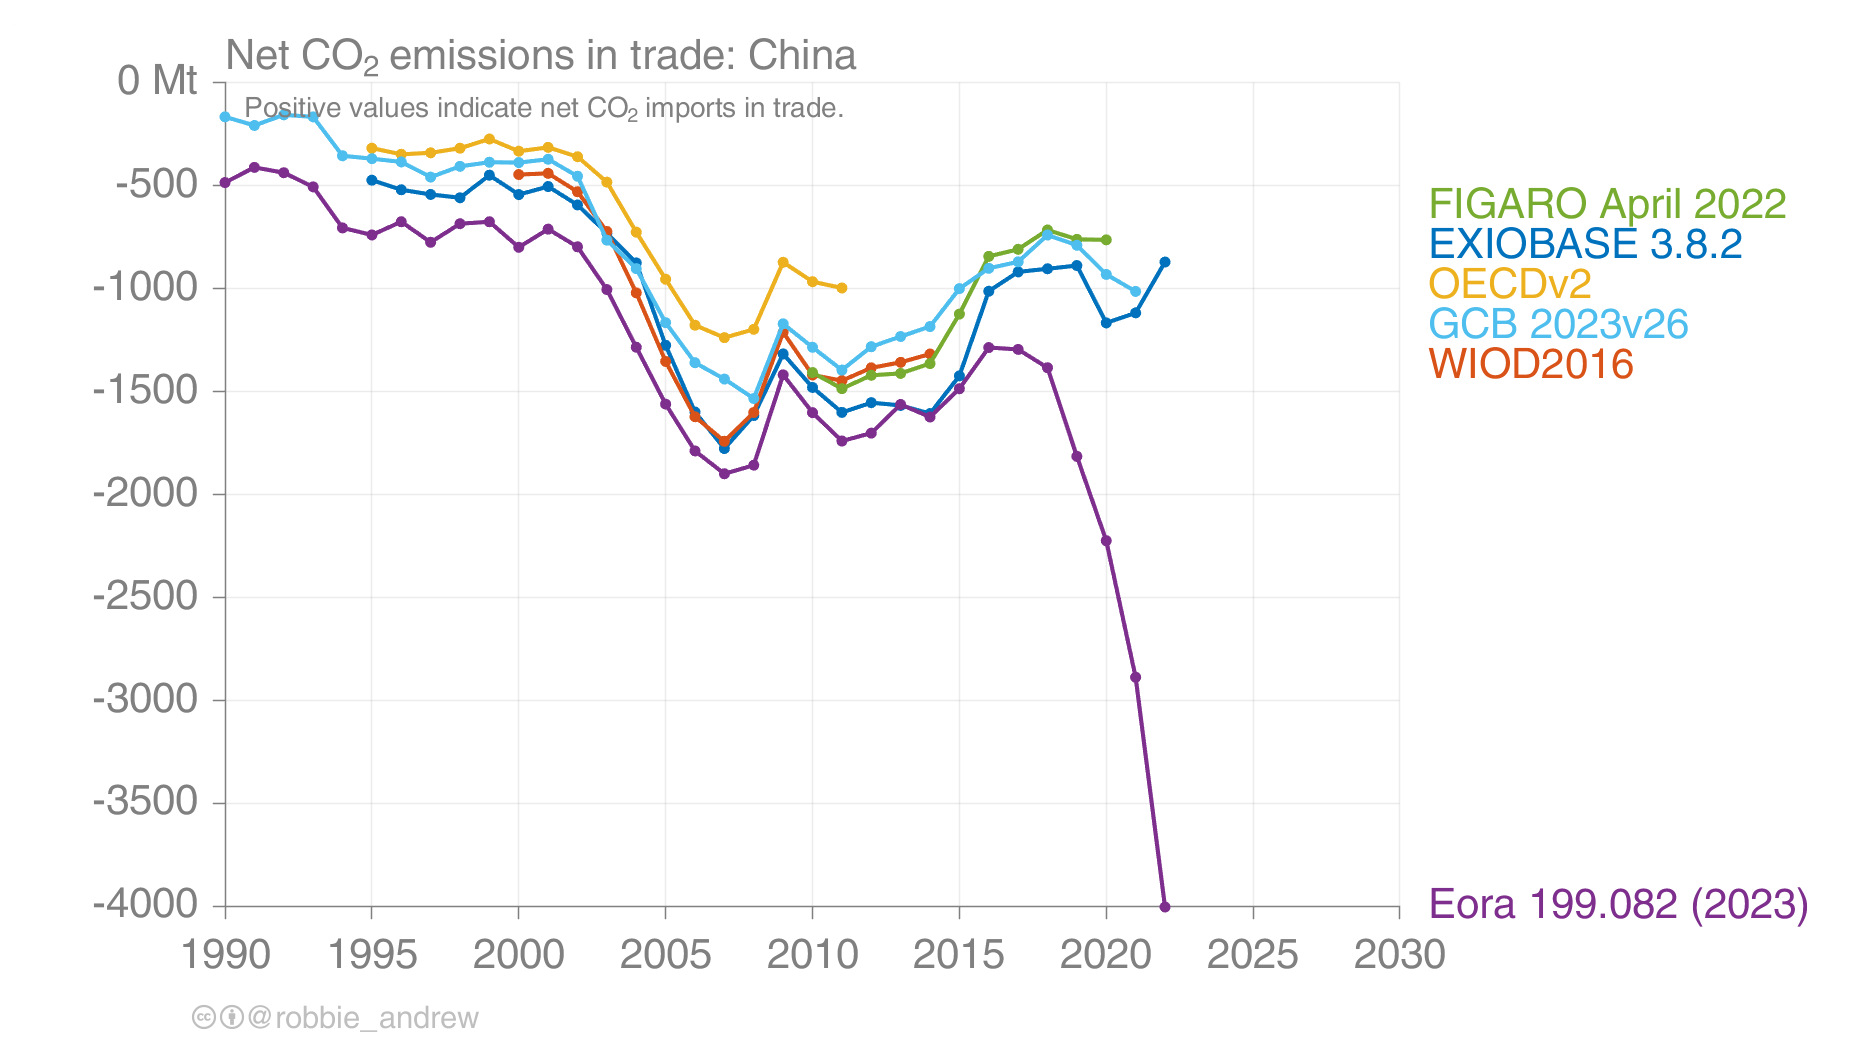 Net CO₂ emissions in trade: China
0 Mt
Positive values indicate net CO₂ imports in trade.
-500
-1000
-1500
-2000
-2500
-3000
-3500
-4000
FIGARO April 2022
EXIOBASE 3.8.2
OECDv2
GCB 2023v26
WIOD2016
Eora 199.082 (2023)
1990 1995 2000 2005 2010 2015 2020 2025 2030
cc @robbie_andrew